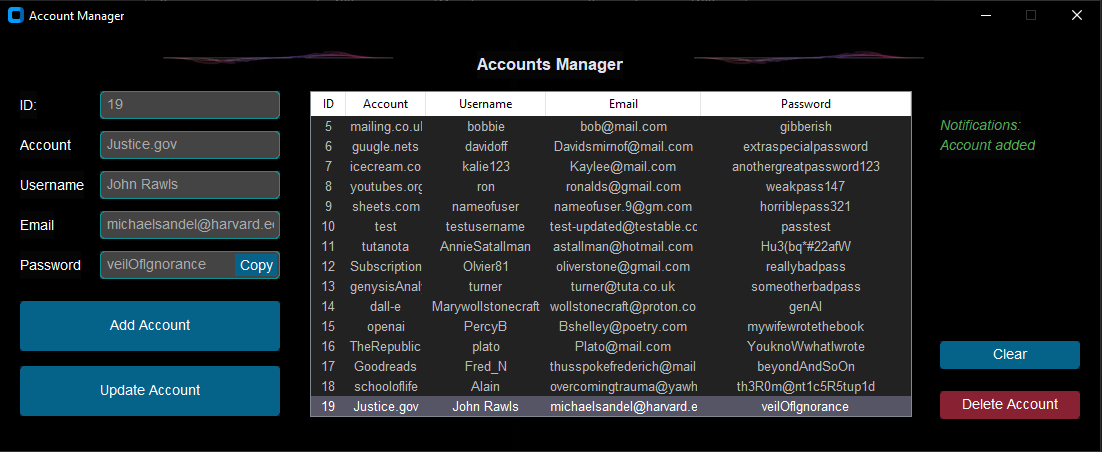 Account Manager
Accounts Manager
ID: 19
Account Justice.gov
Username John Rawls
Email michaelsandel@harvard.e
Password veilOfIgnorance Copy
Add Account
Update Account
ID Account Username Email Password
5 mailing.co.ul bobbie bob@mail.com gibberish
6 guugle.nets davidoff Davidsmirnof@mail.com extraspecialpassword
7 icecream.co kalie123 Kaylee@mail.com anothergreatpassword123
8 youtubes.org ron ronalds@gmail.com weakpass147
9 sheets.com nameofuser nameofuser.9@gm.com horriblepass321
10 test testusername test-updated@testable.cc passtest
11 tutanota AnnieSatallman astallman@hotmail.com Hu3(bq*#22afW
12 Subscription Olvier81 oliverstone@gmail.com reallybadpass
13 genysisAnal turner turner@tuta.co.uk someotherbadpass
14 dall-e Marywollstonecraft wollstonecraft@proton.co genAI
15 openai PercyB Bshelley@poetry.com mywifewrotethebook
16 TheRepublic plato Plato@mail.com YouknoWwhatIwrote
17 Goodreads Fred_N thusspokefrederich@mail beyondAndSoOn
18 schooloflife Alain overcomingtrauma@yawh th3R0m@nt1c5R5tup1d
19 Justice.gov John Rawls michaelsandel@harvard.e veilOfIgnorance
Notifications:
Account added
Clear
Delete Account